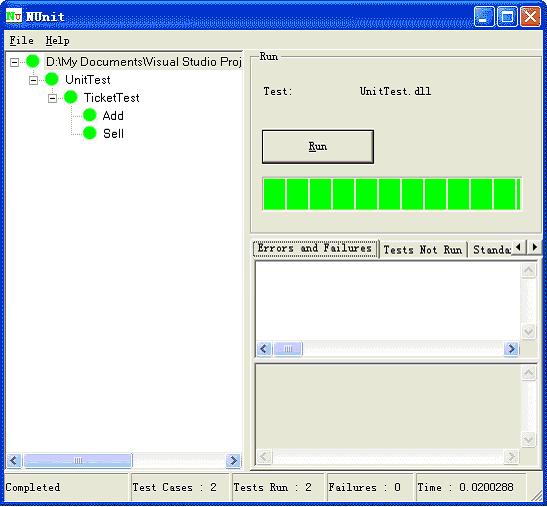 NUnit
File Help
D:\My Documents\Visual Studio Proj
UnitTest
TicketTest
Add
Sell
Run
Test: UnitTest.dll
Run
Errors and Failures Tests Not Run Standa
Completed Test Cases : 2 Tests Run : 2 Failures : 0 Time : 0.0200288